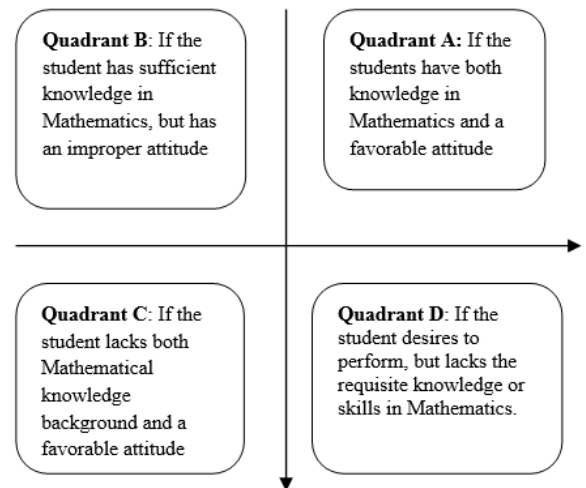 Quadrant B: If the
student has sufficient
knowledge in
Mathematics, but has
an improper attitude
Quadrant A: If the
students have both
knowledge in
Mathematics and a
favorable attitude
Quadrant C: If the
student lacks both
Mathematical
knowledge
background and a
favorable attitude
Quadrant D: If the
student desires to
perform, but lacks the
requisite knowledge or
skills in Mathematics.